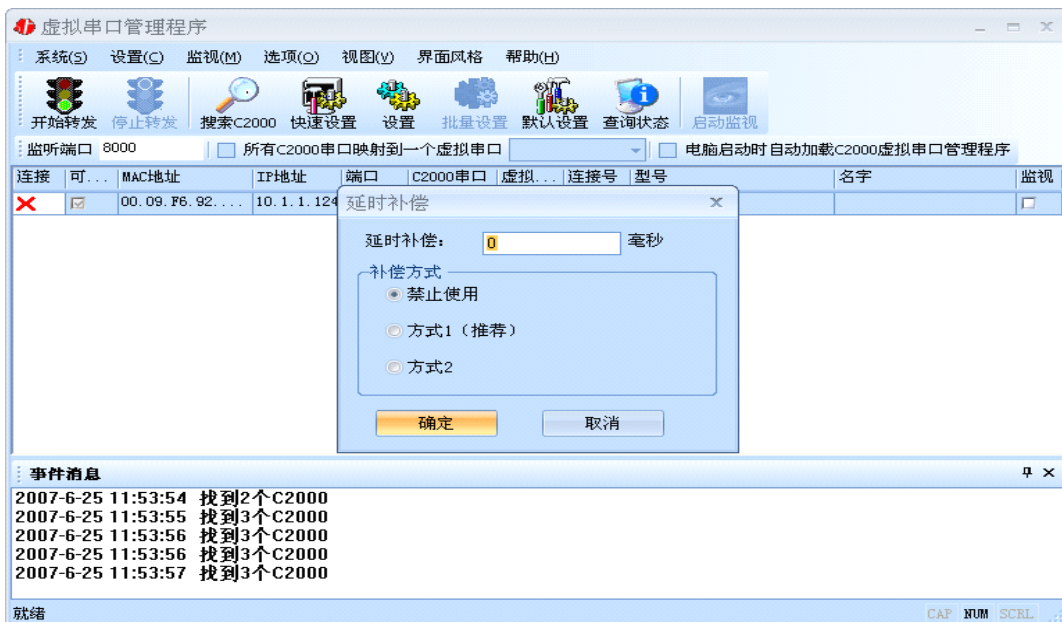 虚拟串口管理程序
系统(S) 设置(C) 监视(M) 选项(O) 视图(V) 界面风格 帮助(H)
开始转发 停止转发 搜索C2000 快速设置 设置 批量设置 默认设置 查询状态 启动监视
监听端口 8000 所有C2000串口映射到一个虚拟串口 电脑启动时自动加载C2000虚拟串口管理程序
连接 可... MAC地址 IP地址 端口 C2000串口 虚拟... 连接号 型号 名字 监视
00.09.F6.92.... 10.1.1.124
延时补偿
延时补偿: 0 毫秒
补偿方式
禁止使用
方式1（推荐）
方式2
确定 取消
事件消息
2007-6-25 11:53:54 找到2个C2000
2007-6-25 11:53:55 找到3个C2000
2007-6-25 11:53:56 找到3个C2000
2007-6-25 11:53:56 找到3个C2000
2007-6-25 11:53:57 找到3个C2000
就绪 CAP NUM SCRL